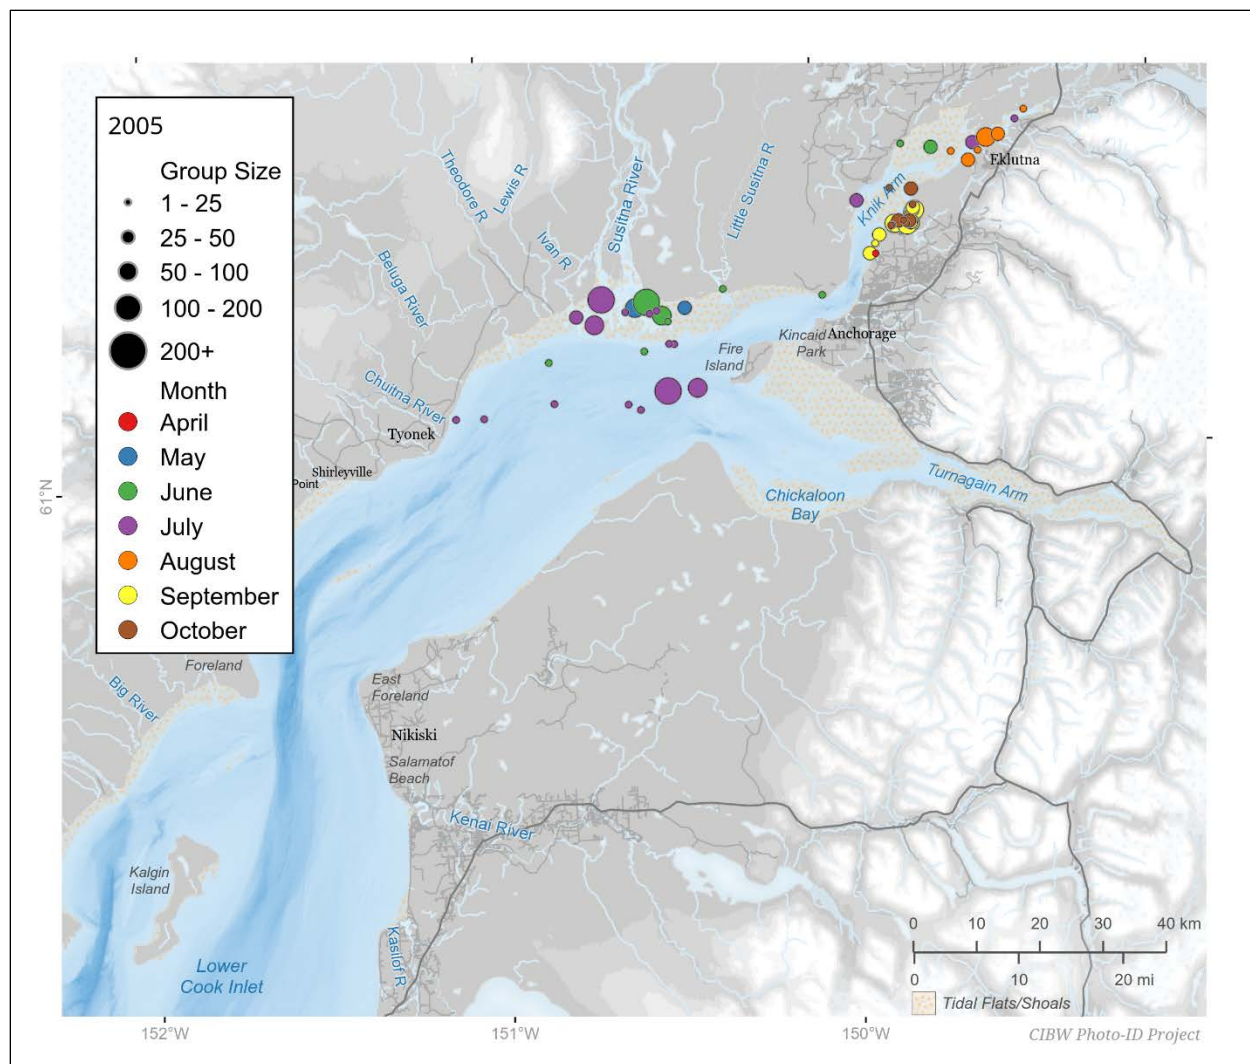 2005
Group Size
1 - 25
25 - 50
50 - 100
100 - 200
200+
Month
April
May
June
July
August
September
October
Theodore R
Lewis R
Ivan R
Susitna River
Little Susitna R
Beluga River
Chuitna River
Knik Arm
Eklutna
Kincaid
Park
Anchorage
Fire
Island
Tyonek
Shirleyville
Point
Chickaloon
Bay
Turnagain Arm
61°N
Foreland
Big River
East
Foreland
Nikiski
Salamatof
Beach
Kenai River
Kalgin
Island
Kasilof R
Lower
Cook Inlet
0 10 20 30 40 km
0 10 20 mi
Tidal Flats/Shoals
152°W
151°W
150°W
CIBW Photo-ID Project